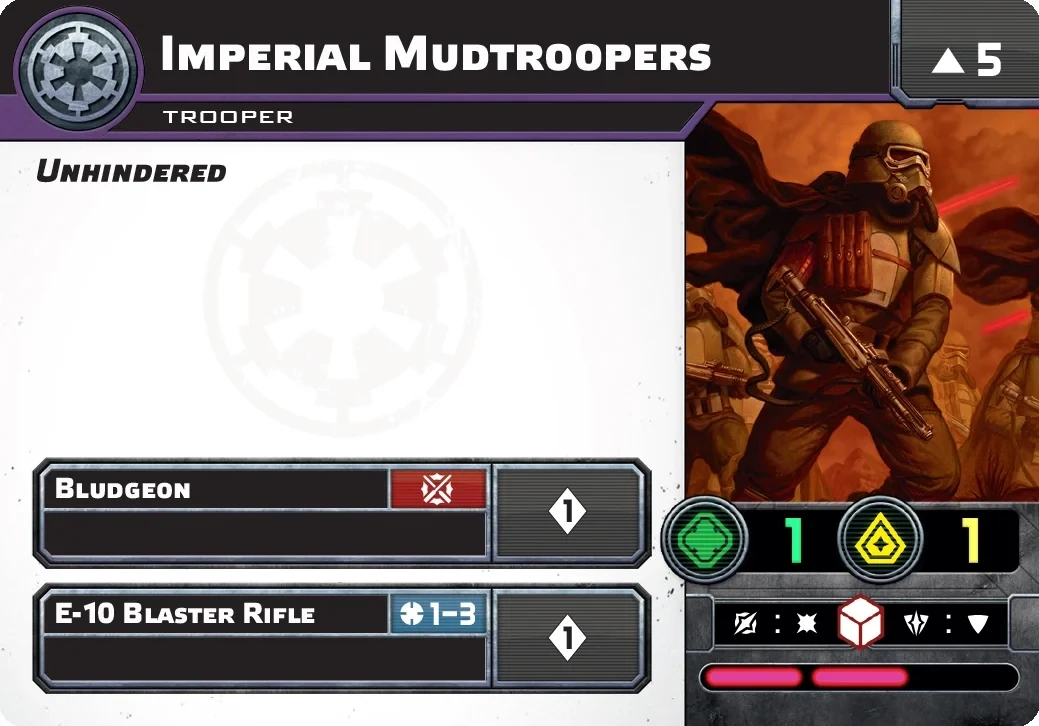 IMPERIAL MUDTROOPERS
5
TROOPER
UNHINDERED
BLUDGEON
1
E-10 BLASTER RIFLE 1–3
1
1 1
: :